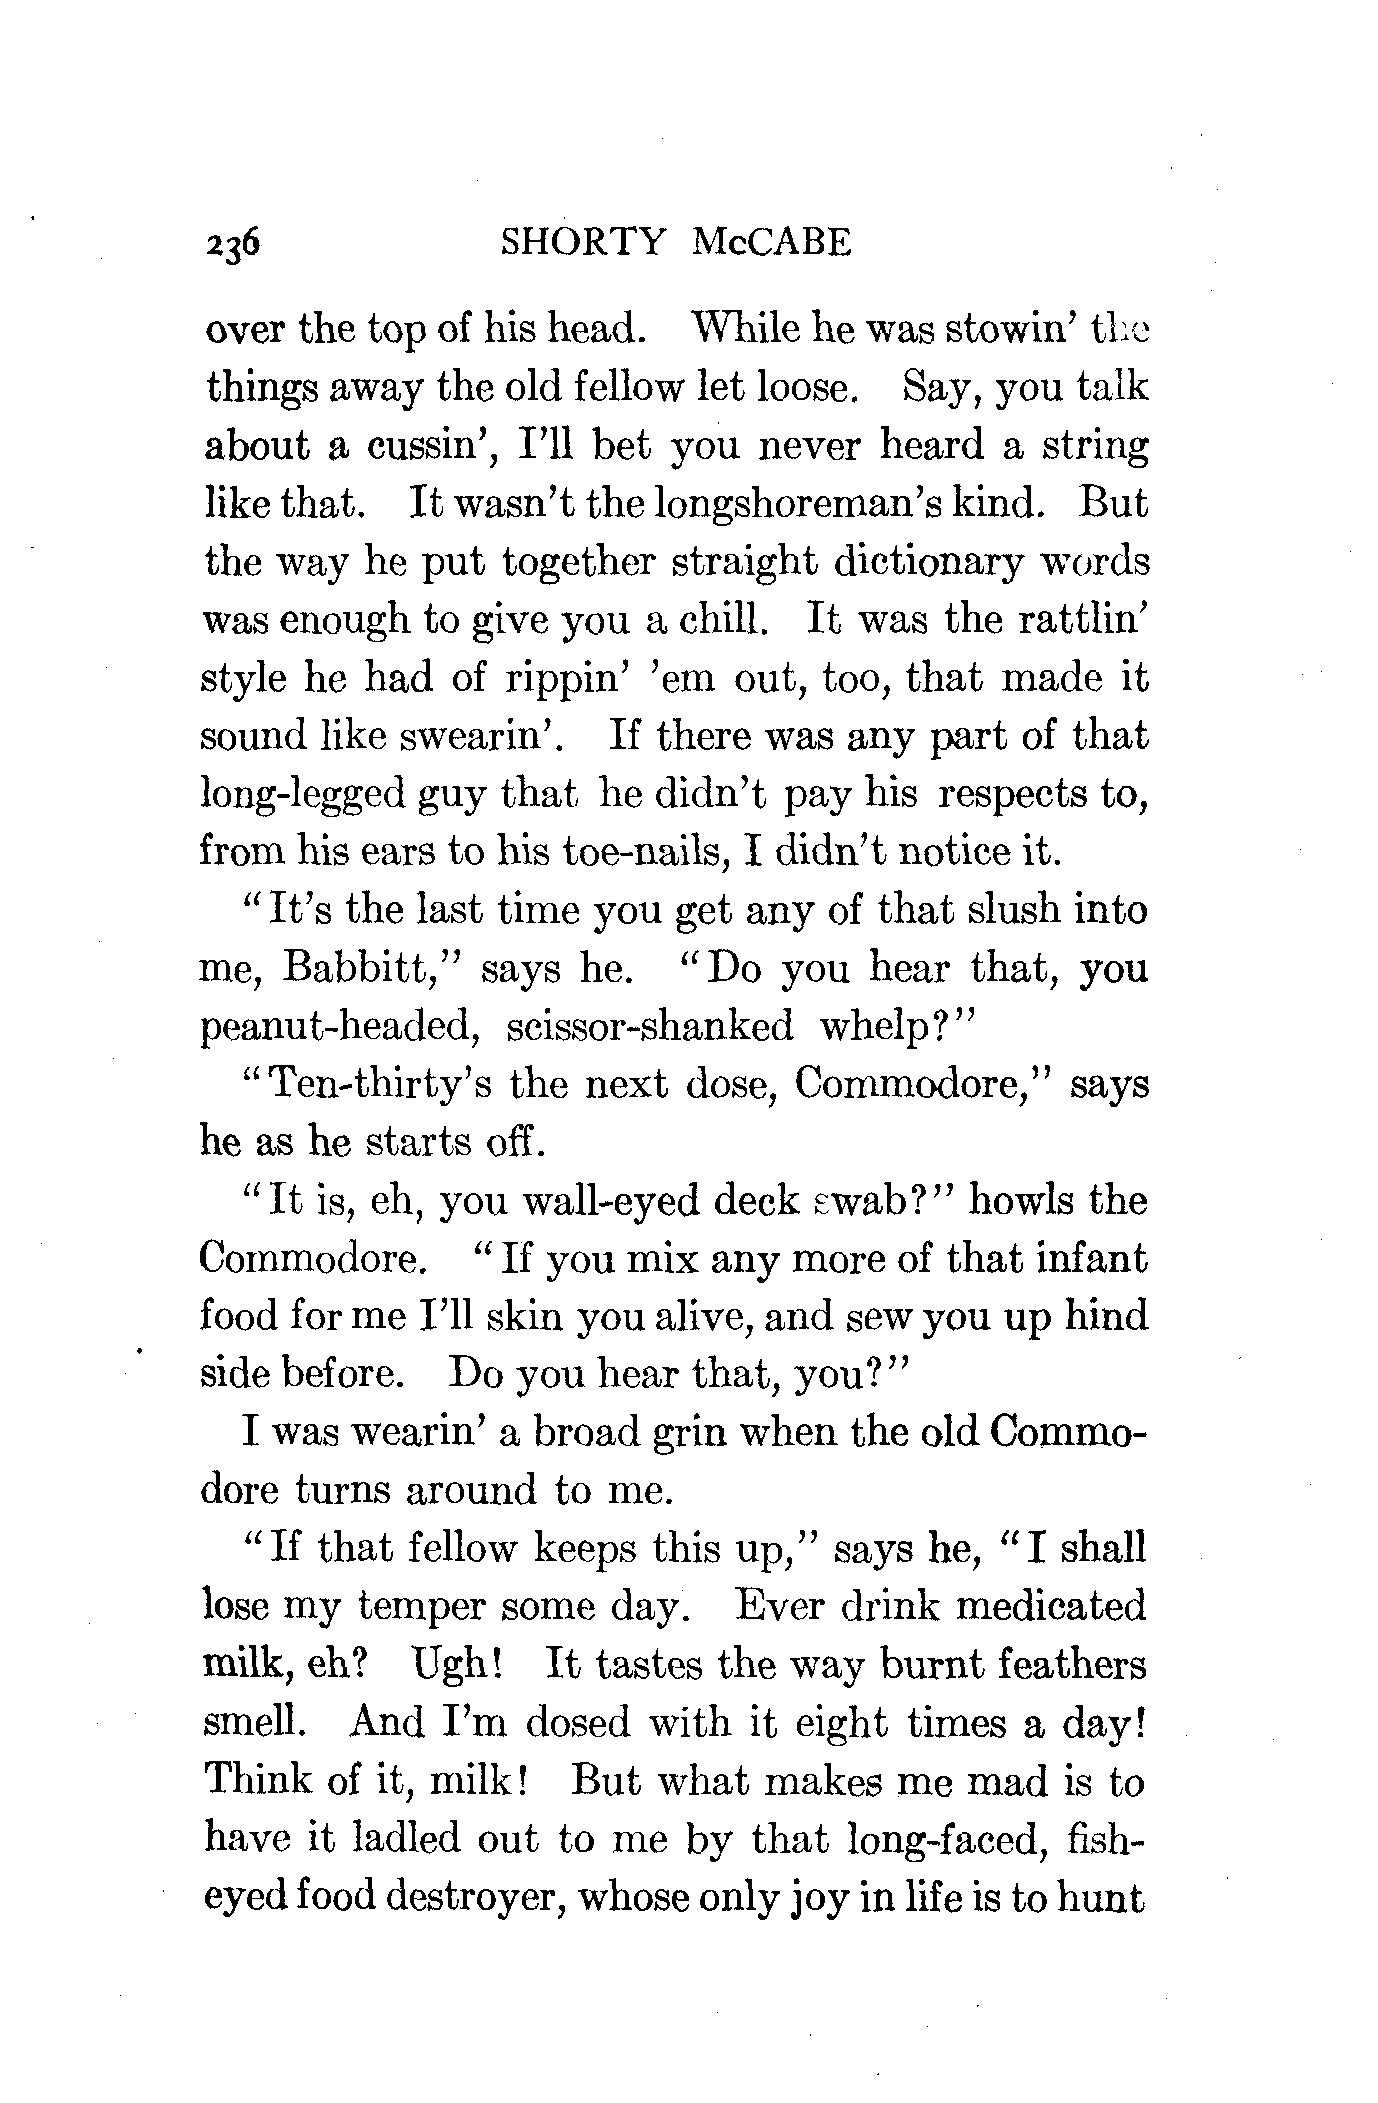 236 SHORTY McCABE
over the top of his head. While he was stowin' the
things away the old fellow let loose. Say, you talk
about a cussin', I'll bet you never heard a string
like that. It wasn't the longshoreman's kind. But
the way he put together straight dictionary words
was enough to give you a chill. It was the rattlin'
style he had of rippin' 'em out, too, that made it
sound like swearin'. If there was any part of that
long-legged guy that he didn't pay his respects to,
from his ears to his toe-nails, I didn't notice it.
"It's the last time you get any of that slush into
me, Babbitt," says he. "Do you hear that, you
peanut-headed, scissor-shanked whelp?"
"Ten-thirty's the next dose, Commodore," says
he as he starts off.
"It is, eh, you wall-eyed deck swab?" howls the
Commodore. "If you mix any more of that infant
food for me I'll skin you alive, and sew you up hind
side before. Do you hear that, you?"
I was wearin' a broad grin when the old Commo-
dore turns around to me.
"If that fellow keeps this up," says he, "I shall
lose my temper some day. Ever drink medicated
milk, eh? Ugh! It tastes the way burnt feathers
smell. And I'm dosed with it eight times a day!
Think of it, milk! But what makes me mad is to
have it ladled out to me by that long-faced, fish-
eyed food destroyer, whose only joy in life is to hunt